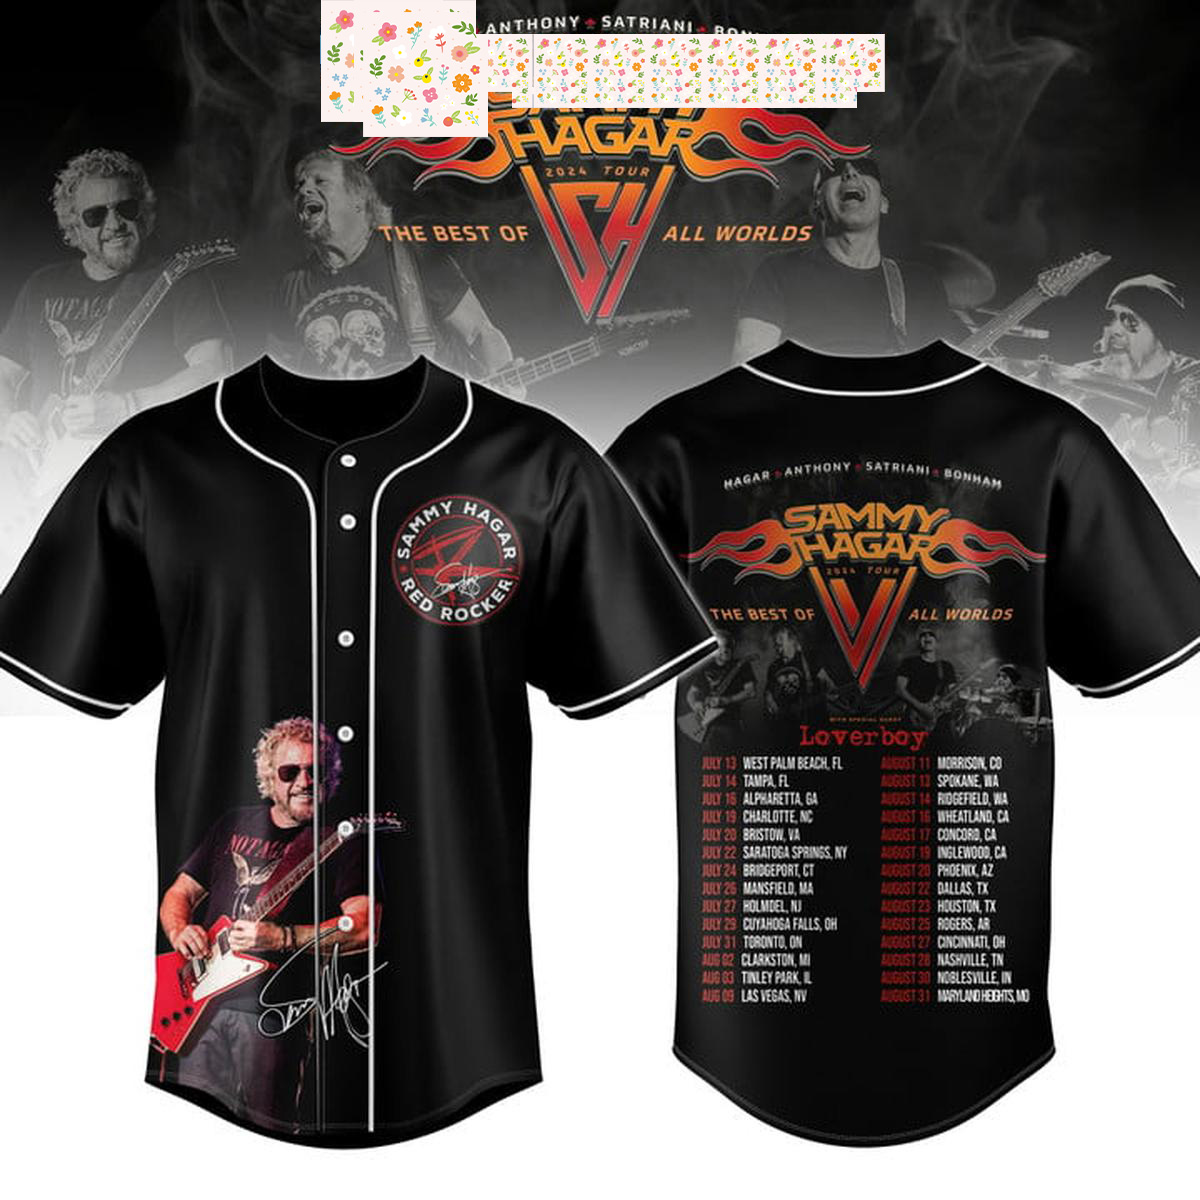 ANTHONY SATRIANI
HAGAR
2024 TOUR
THE BEST OF
ALL WORLDS
SAMMY HAGAR
RED ROCKER
HAGAR ANTHONY SATRIANI BONHAM
SAMMY
HAGAR
2024 TOUR
THE BEST OF
ALL WORLDS
WITH SPECIAL GUEST
Loverboy
JULY 13 WEST PALM BEACH, FL
JULY 14 TAMPA, FL
JULY 16 ALPHARETTA, GA
JULY 19 CHARLOTTE, NC
JULY 20 BRISTOW, VA
JULY 22 SARATOGA SPRINGS, NY
JULY 24 BRIDGEPORT, CT
JULY 26 MANSFIELD, MA
JULY 27 HOLMDEL, NJ
JULY 29 CUYAHOGA FALLS, OH
JULY 31 TORONTO, ON
AUG 02 CLARKSTON, MI
AUG 03 TINLEY PARK, IL
AUG 09 LAS VEGAS, NV
AUGUST 11 MORRISON, CO
AUGUST 13 SPOKANE, WA
AUGUST 14 RIDGEFIELD, WA
AUGUST 16 WHEATLAND, CA
AUGUST 17 CONCORD, CA
AUGUST 19 INGLEWOOD, CA
AUGUST 20 PHOENIX, AZ
AUGUST 22 DALLAS, TX
AUGUST 23 HOUSTON, TX
AUGUST 25 ROGERS, AR
AUGUST 27 CINCINNATI, OH
AUGUST 28 NASHVILLE, TN
AUGUST 30 NOBLESVILLE, IN
AUGUST 31 MARYLAND HEIGHTS, MO